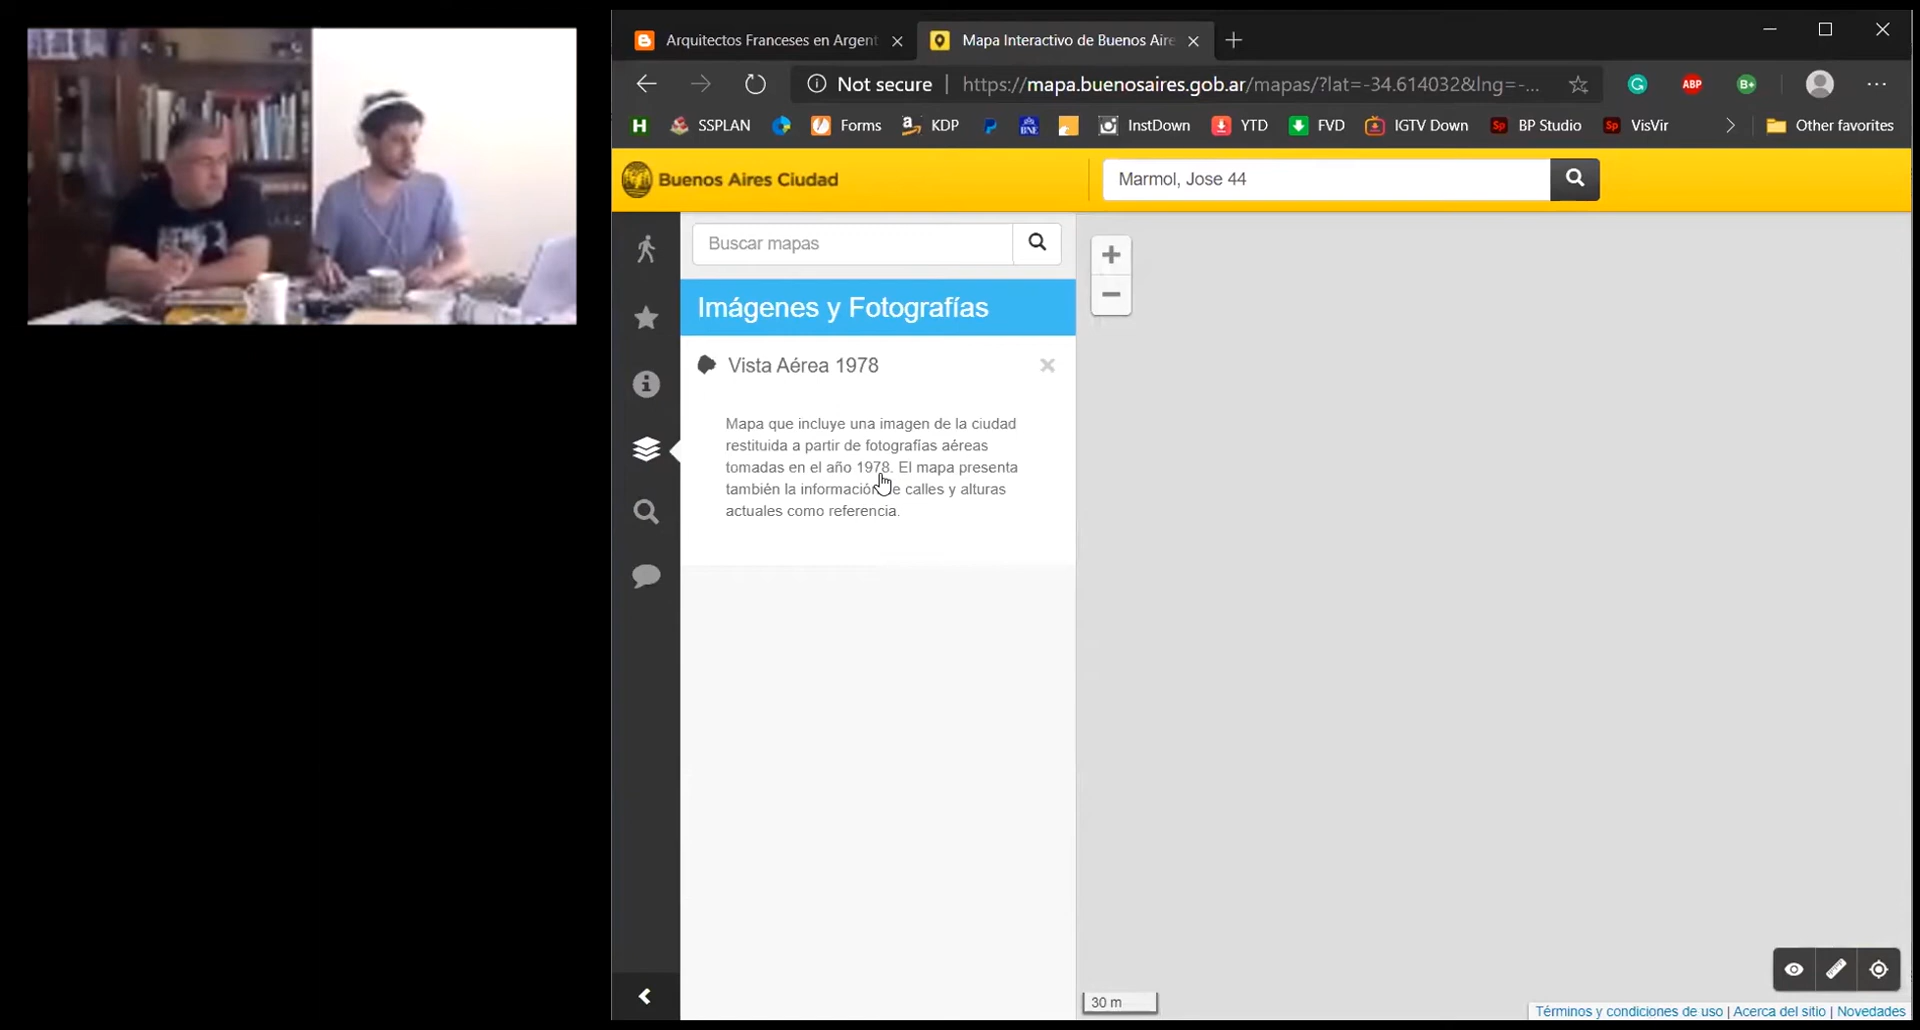 Arquitectos Franceses en Argent
Mapa Interactivo de Buenos Aire
Not secure
https://mapa.buenosaires.gob.ar/mapas/?lat=-34.614032&lng=-...
ABP
B+
H
SSPLAN
Forms
KDP
BNE
InstDown
YTD
FVD
IGTV Down
Sp
BP Studio
Sp
VisVir
Other favorites
Buenos Aires Ciudad
Marmol, Jose 44
Buscar mapas
Imágenes y Fotografías
Vista Aérea 1978
Mapa que incluye una imagen de la ciudad
restituida a partir de fotografías aéreas
tomadas en el año 1978. El mapa presenta
también la información de calles y alturas
actuales como referencia.
30 m
Términos y condiciones de uso | Acerca del sitio | Novedades